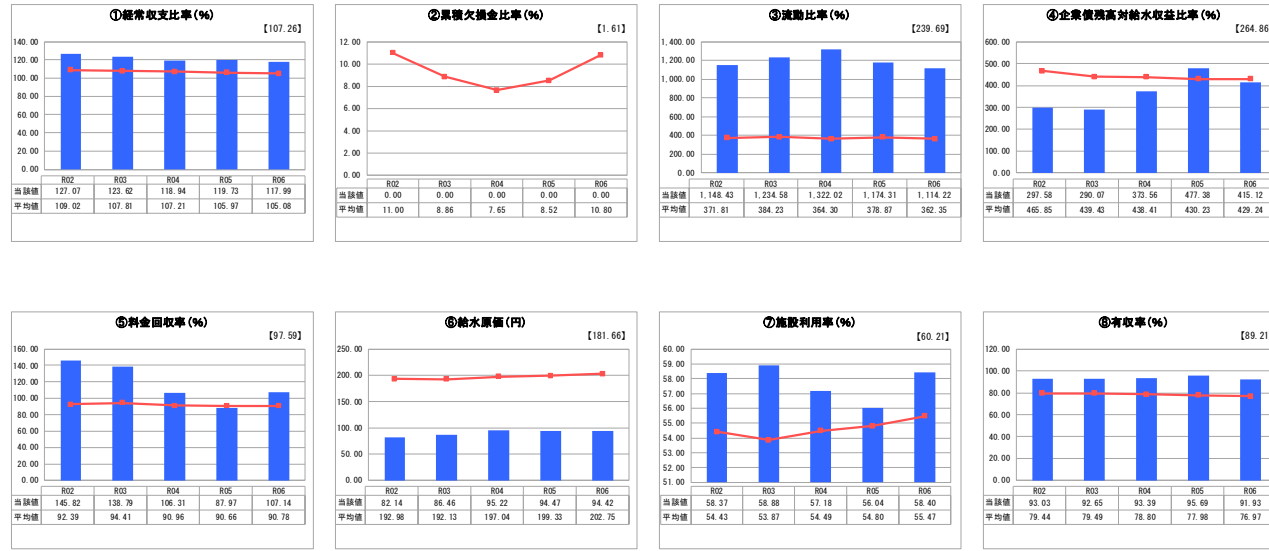 ①経常収支比率(%)
【107.26】
140.00
120.00
100.00
80.00
60.00
40.00
20.00
0.00
R02 R03 R04 R05 R06
当該値 127.07 123.62 118.94 119.73 117.99
平均値 109.02 107.81 107.21 105.97 105.08
②累積欠損金比率(%)
【1.61】
12.00
10.00
8.00
6.00
4.00
2.00
0.00
R02 R03 R04 R05 R06
当該値 0.00 0.00 0.00 0.00 0.00
平均値 11.00 8.86 7.65 8.52 10.80
③流動比率(%)
【239.69】
1,400.00
1,200.00
1,000.00
800.00
600.00
400.00
200.00
0.00
R02 R03 R04 R05 R06
当該値 1,148.43 1,234.58 1,322.02 1,174.31 1,114.22
平均値 371.81 384.23 364.30 378.87 362.35
④企業債残高対給水収益比率(%)
【264.86
600.00
500.00
400.00
300.00
200.00
100.00
0.00
R02 R03 R04 R05 R06
当該値 297.58 290.07 373.56 477.38 415.12
平均値 465.85 439.43 438.41 430.23 429.24
⑤料金回収率(%)
【97.59】
160.00
140.00
120.00
100.00
80.00
60.00
40.00
20.00
0.00
R02 R03 R04 R05 R06
当該値 145.82 138.79 106.31 87.97 107.14
平均値 92.39 94.41 90.96 90.66 90.78
⑥給水原価(円)
【181.66】
250.00
200.00
150.00
100.00
50.00
0.00
R02 R03 R04 R05 R06
当該値 82.14 86.46 95.22 94.47 94.42
平均値 192.98 192.13 197.04 199.33 202.75
⑦施設利用率(%)
【60.21】
60.00
59.00
58.00
57.00
56.00
55.00
54.00
53.00
52.00
51.00
R02 R03 R04 R05 R06
当該値 58.37 58.88 57.18 56.04 58.40
平均値 54.43 53.87 54.49 54.80 55.47
⑧有収率(%)
【89.21
120.00
100.00
80.00
60.00
40.00
20.00
0.00
R02 R03 R04 R05 R06
当該値 93.03 92.65 93.39 95.69 91.93
平均値 79.44 79.49 78.80 77.98 76.97